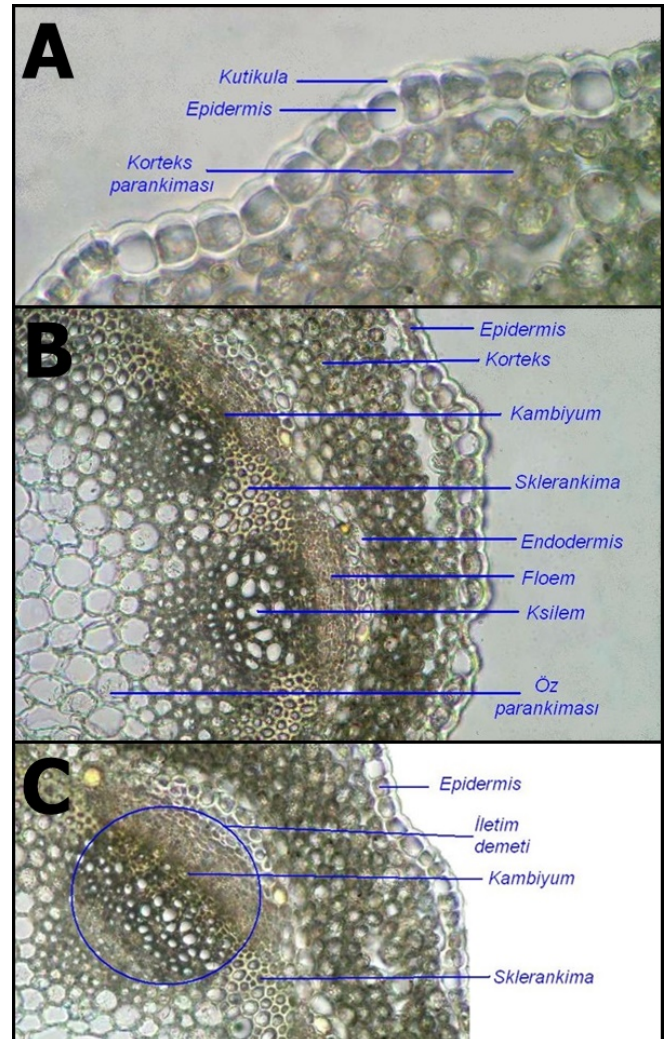 A
Kutikula
Epidermis
Korteks
parankiması
B
Epidermis
Korteks
Kambiyum
Sklerankima
Endodermis
Floem
Ksilem
Öz
parankiması
C
Epidermis
İletim
demeti
Kambiyum
Sklerankima